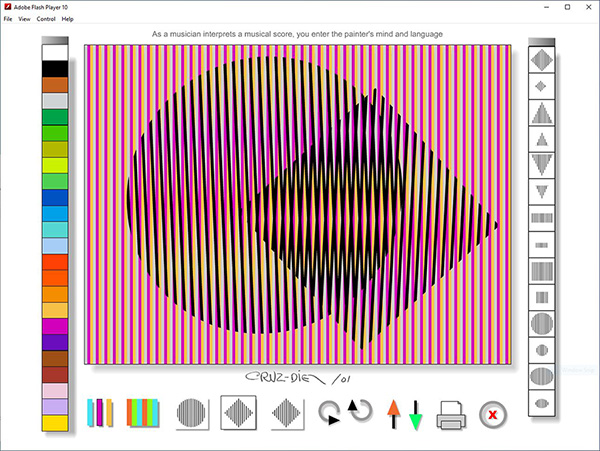 Adobe Flash Player 10
File View Control Help
As a musician interprets a musical score, you enter the painter's mind and language
CRUZ-DIEZ /01